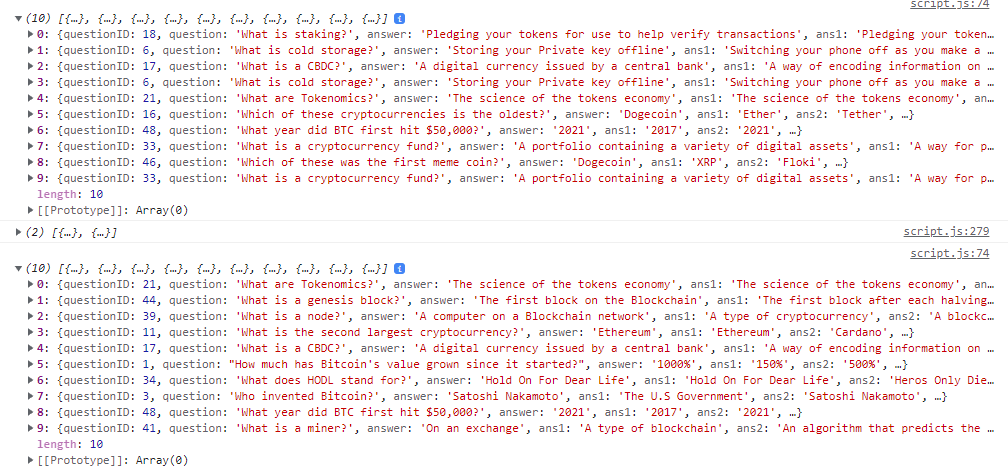 script.js:74
(10) [{…}, {…}, {…}, {…}, {…}, {…}, {…}, {…}, {…}, {…}] i
0: {questionID: 18, question: 'What is staking?', answer: 'Pledging your tokens for use to help verify transactions', ans1: 'Pledging your token…
1: {questionID: 6, question: 'What is cold storage?', answer: 'Storing your Private key offline', ans1: 'Switching your phone off as you make a …
2: {questionID: 17, question: 'What is a CBDC?', answer: 'A digital currency issued by a central bank', ans1: 'A way of encoding information on …
3: {questionID: 6, question: 'What is cold storage?', answer: 'Storing your Private key offline', ans1: 'Switching your phone off as you make a …
4: {questionID: 21, question: 'What are Tokenomics?', answer: 'The science of the tokens economy', ans1: 'The science of the tokens economy', an…
5: {questionID: 16, question: 'Which of these cryptocurrencies is the oldest?', answer: 'Dogecoin', ans1: 'Ether', ans2: 'Tether', …}
6: {questionID: 48, question: 'What year did BTC first hit $50,000?', answer: '2021', ans1: '2017', ans2: '2021', …}
7: {questionID: 33, question: 'What is a cryptocurrency fund?', answer: 'A portfolio containing a variety of digital assets', ans1: 'A way for p…
8: {questionID: 46, question: 'Which of these was the first meme coin?', answer: 'Dogecoin', ans1: 'XRP', ans2: 'Floki', …}
9: {questionID: 33, question: 'What is a cryptocurrency fund?', answer: 'A portfolio containing a variety of digital assets', ans1: 'A way for p…
length: 10
[[Prototype]]: Array(0)
(2) [{…}, {…}] script.js:279
script.js:74
(10) [{…}, {…}, {…}, {…}, {…}, {…}, {…}, {…}, {…}, {…}] i
0: {questionID: 21, question: 'What are Tokenomics?', answer: 'The science of the tokens economy', ans1: 'The science of the tokens economy', an…
1: {questionID: 44, question: 'What is a genesis block?', answer: 'The first block on the Blockchain', ans1: 'The first block after each halving…
2: {questionID: 39, question: 'What is a node?', answer: 'A computer on a Blockchain network', ans1: 'A type of cryptocurrency', ans2: 'A blockc…
3: {questionID: 11, question: 'What is the second largest cryptocurrency?', answer: 'Ethereum', ans1: 'Ethereum', ans2: 'Cardano', …}
4: {questionID: 17, question: 'What is a CBDC?', answer: 'A digital currency issued by a central bank', ans1: 'A way of encoding information on …
5: {questionID: 1, question: "How much has Bitcoin's value grown since it started?", answer: '1000%', ans1: '150%', ans2: '500%', …}
6: {questionID: 34, question: 'What does HODL stand for?', answer: 'Hold On For Dear Life', ans1: 'Hold On For Dear Life', ans2: 'Heros Only Die…
7: {questionID: 3, question: 'Who invented Bitcoin?', answer: 'Satoshi Nakamoto', ans1: 'The U.S Government', ans2: 'Satoshi Nakamoto', …}
8: {questionID: 48, question: 'What year did BTC first hit $50,000?', answer: '2021', ans1: '2017', ans2: '2021', …}
9: {questionID: 41, question: 'What is a miner?', answer: 'On an exchange', ans1: 'A type of blockchain', ans2: 'An algorithm that predicts the …
length: 10
[[Prototype]]: Array(0)